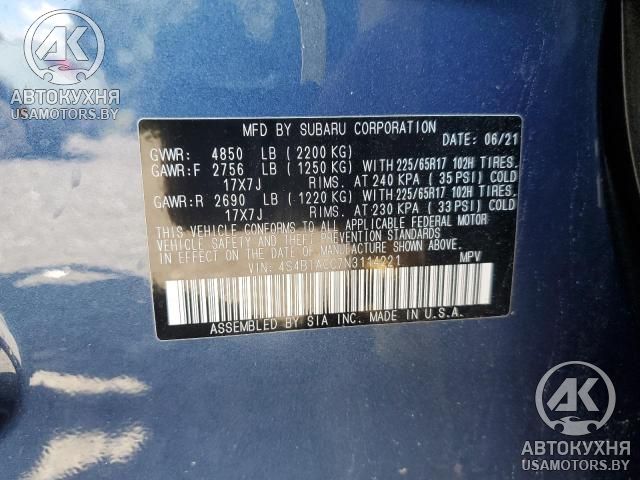 AK
АВТОКУХНЯ
USAMOTORS.BY
MFD BY SUBARU CORPORATION
GVWR: 4850 LB (2200 KG) DATE: 06/21
GAWR:F 2756 LB (1250 KG) WITH 225/65R17 102H TIRES.
17X7J RIMS. AT 240 KPA (35 PSI) COLD
GAWR:R 2690 LB (1220 KG) WITH 225/65R17 102H TIRES.
17X7J RIMS. AT 230 KPA (33 PSI) COLD
THIS VEHICLE CONFORMS TO ALL APPLICABLE FEDERAL MOTOR
VEHICLE SAFETY AND THEFT PREVENTION STANDARDS
IN EFFECT ON THE DATE OF MANUFACTURE SHOWN ABOVE.
VIN: 4S4BTACC7N3114221 MPV
ASSEMBLED BY SIA INC. MADE IN U.S.A.
AK
АВТОКУХНЯ
USAMOTORS.BY